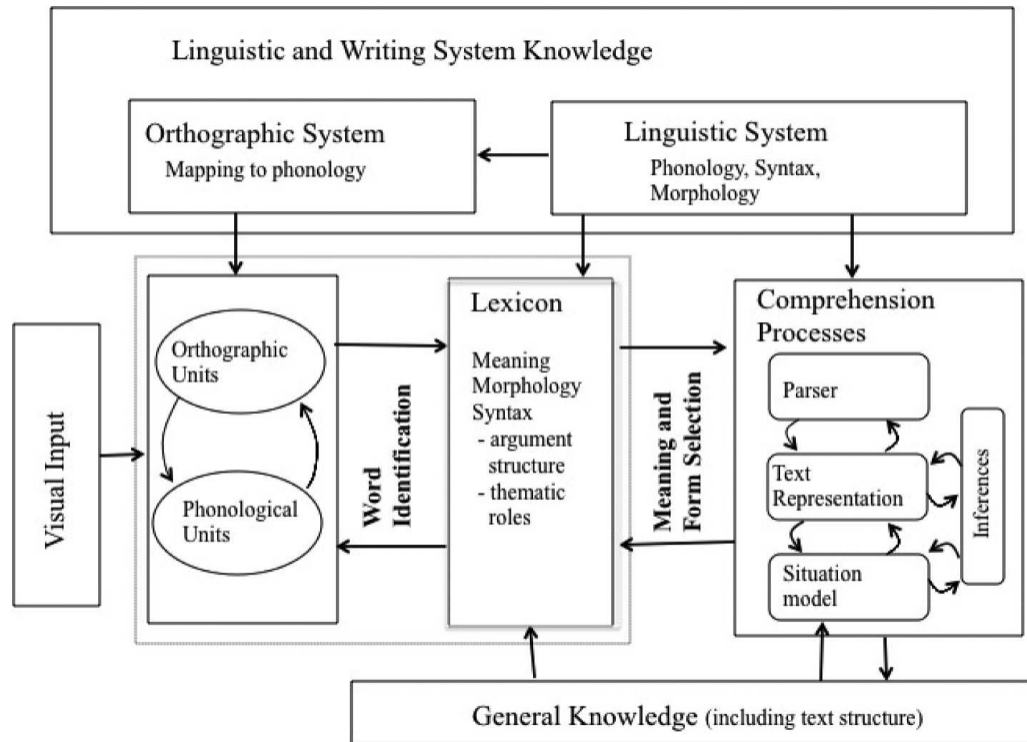 Linguistic and Writing System Knowledge
Orthographic System
Mapping to phonology
Linguistic System
Phonology, Syntax,
Morphology
Visual Input
Orthographic
Units
Phonological
Units
Word
Identification
Lexicon
Meaning
Morphology
Syntax
- argument
structure
- thematic
roles
Meaning and
Form Selection
Comprehension
Processes
Parser
Text
Representation
Situation
model
Inferences
General Knowledge (including text structure)